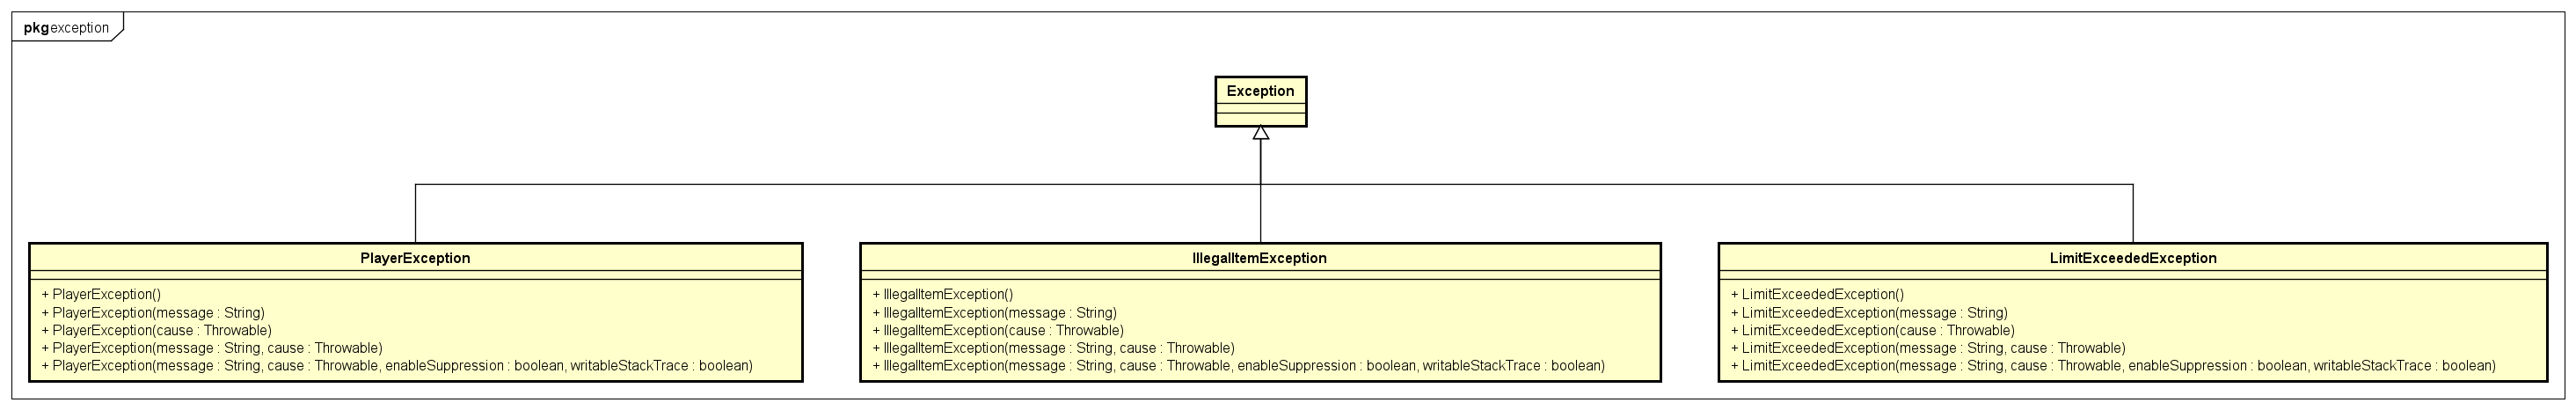 pkg exception
Exception
PlayerException
+ PlayerException()
+ PlayerException(message : String)
+ PlayerException(cause : Throwable)
+ PlayerException(message : String, cause : Throwable)
+ PlayerException(message : String, cause : Throwable, enableSuppression : boolean, writableStackTrace : boolean)
IllegalItemException
+ IllegalItemException()
+ IllegalItemException(message : String)
+ IllegalItemException(cause : Throwable)
+ IllegalItemException(message : String, cause : Throwable)
+ IllegalItemException(message : String, cause : Throwable, enableSuppression : boolean, writableStackTrace : boolean)
LimitExceededException
+ LimitExceededException()
+ LimitExceededException(message : String)
+ LimitExceededException(cause : Throwable)
+ LimitExceededException(message : String, cause : Throwable)
+ LimitExceededException(message : String, cause : Throwable, enableSuppression : boolean, writableStackTrace : boolean)